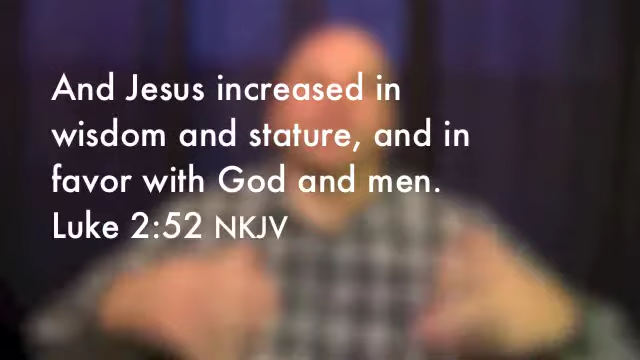 And Jesus increased in
wisdom and stature, and in
favor with God and men.
Luke 2:52 NKJV